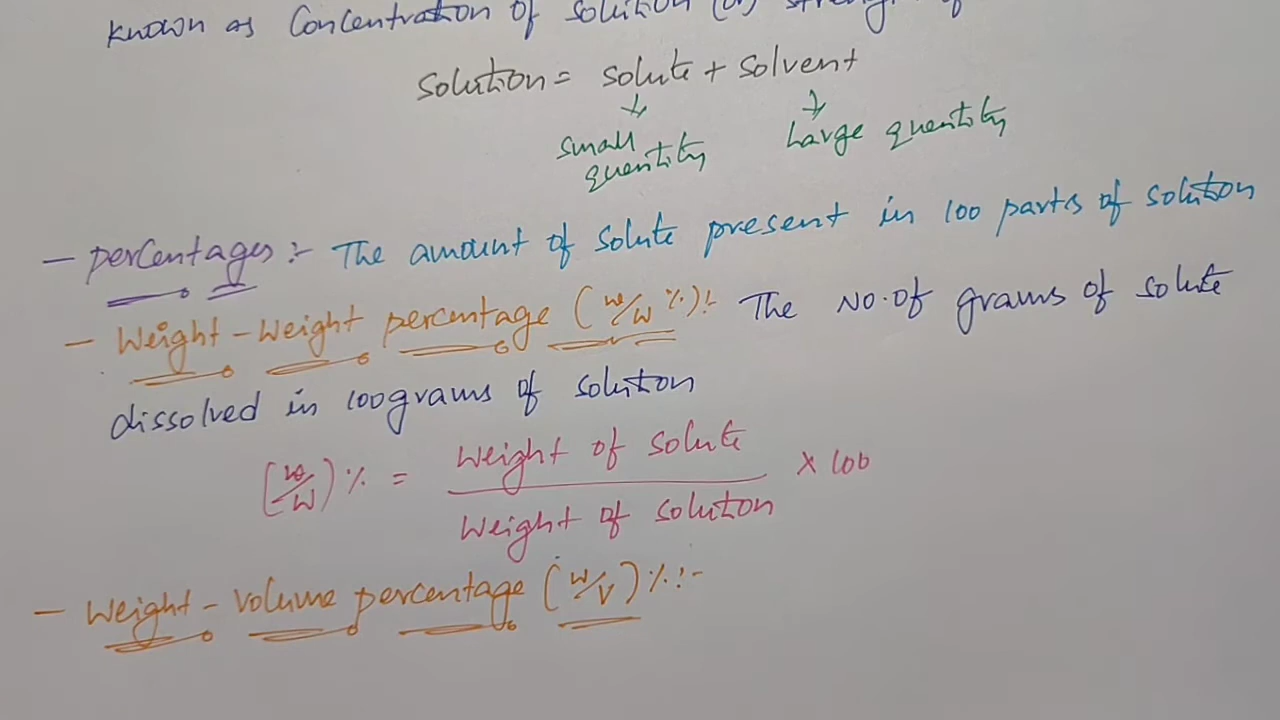 known as Concentration of solution (or) strength of
solution = solute + solvent
small quantity
Large quantity
- percentages :- The amount of solute present in 100 parts of solution
- Weight-Weight percentage (w/w %) :- The NO.OF grams of solute
dissolved in 100grams of solution
(w/w) % = Weight of solute / Weight of solution × 100
- Weight-Volume percentage (w/v) % :-